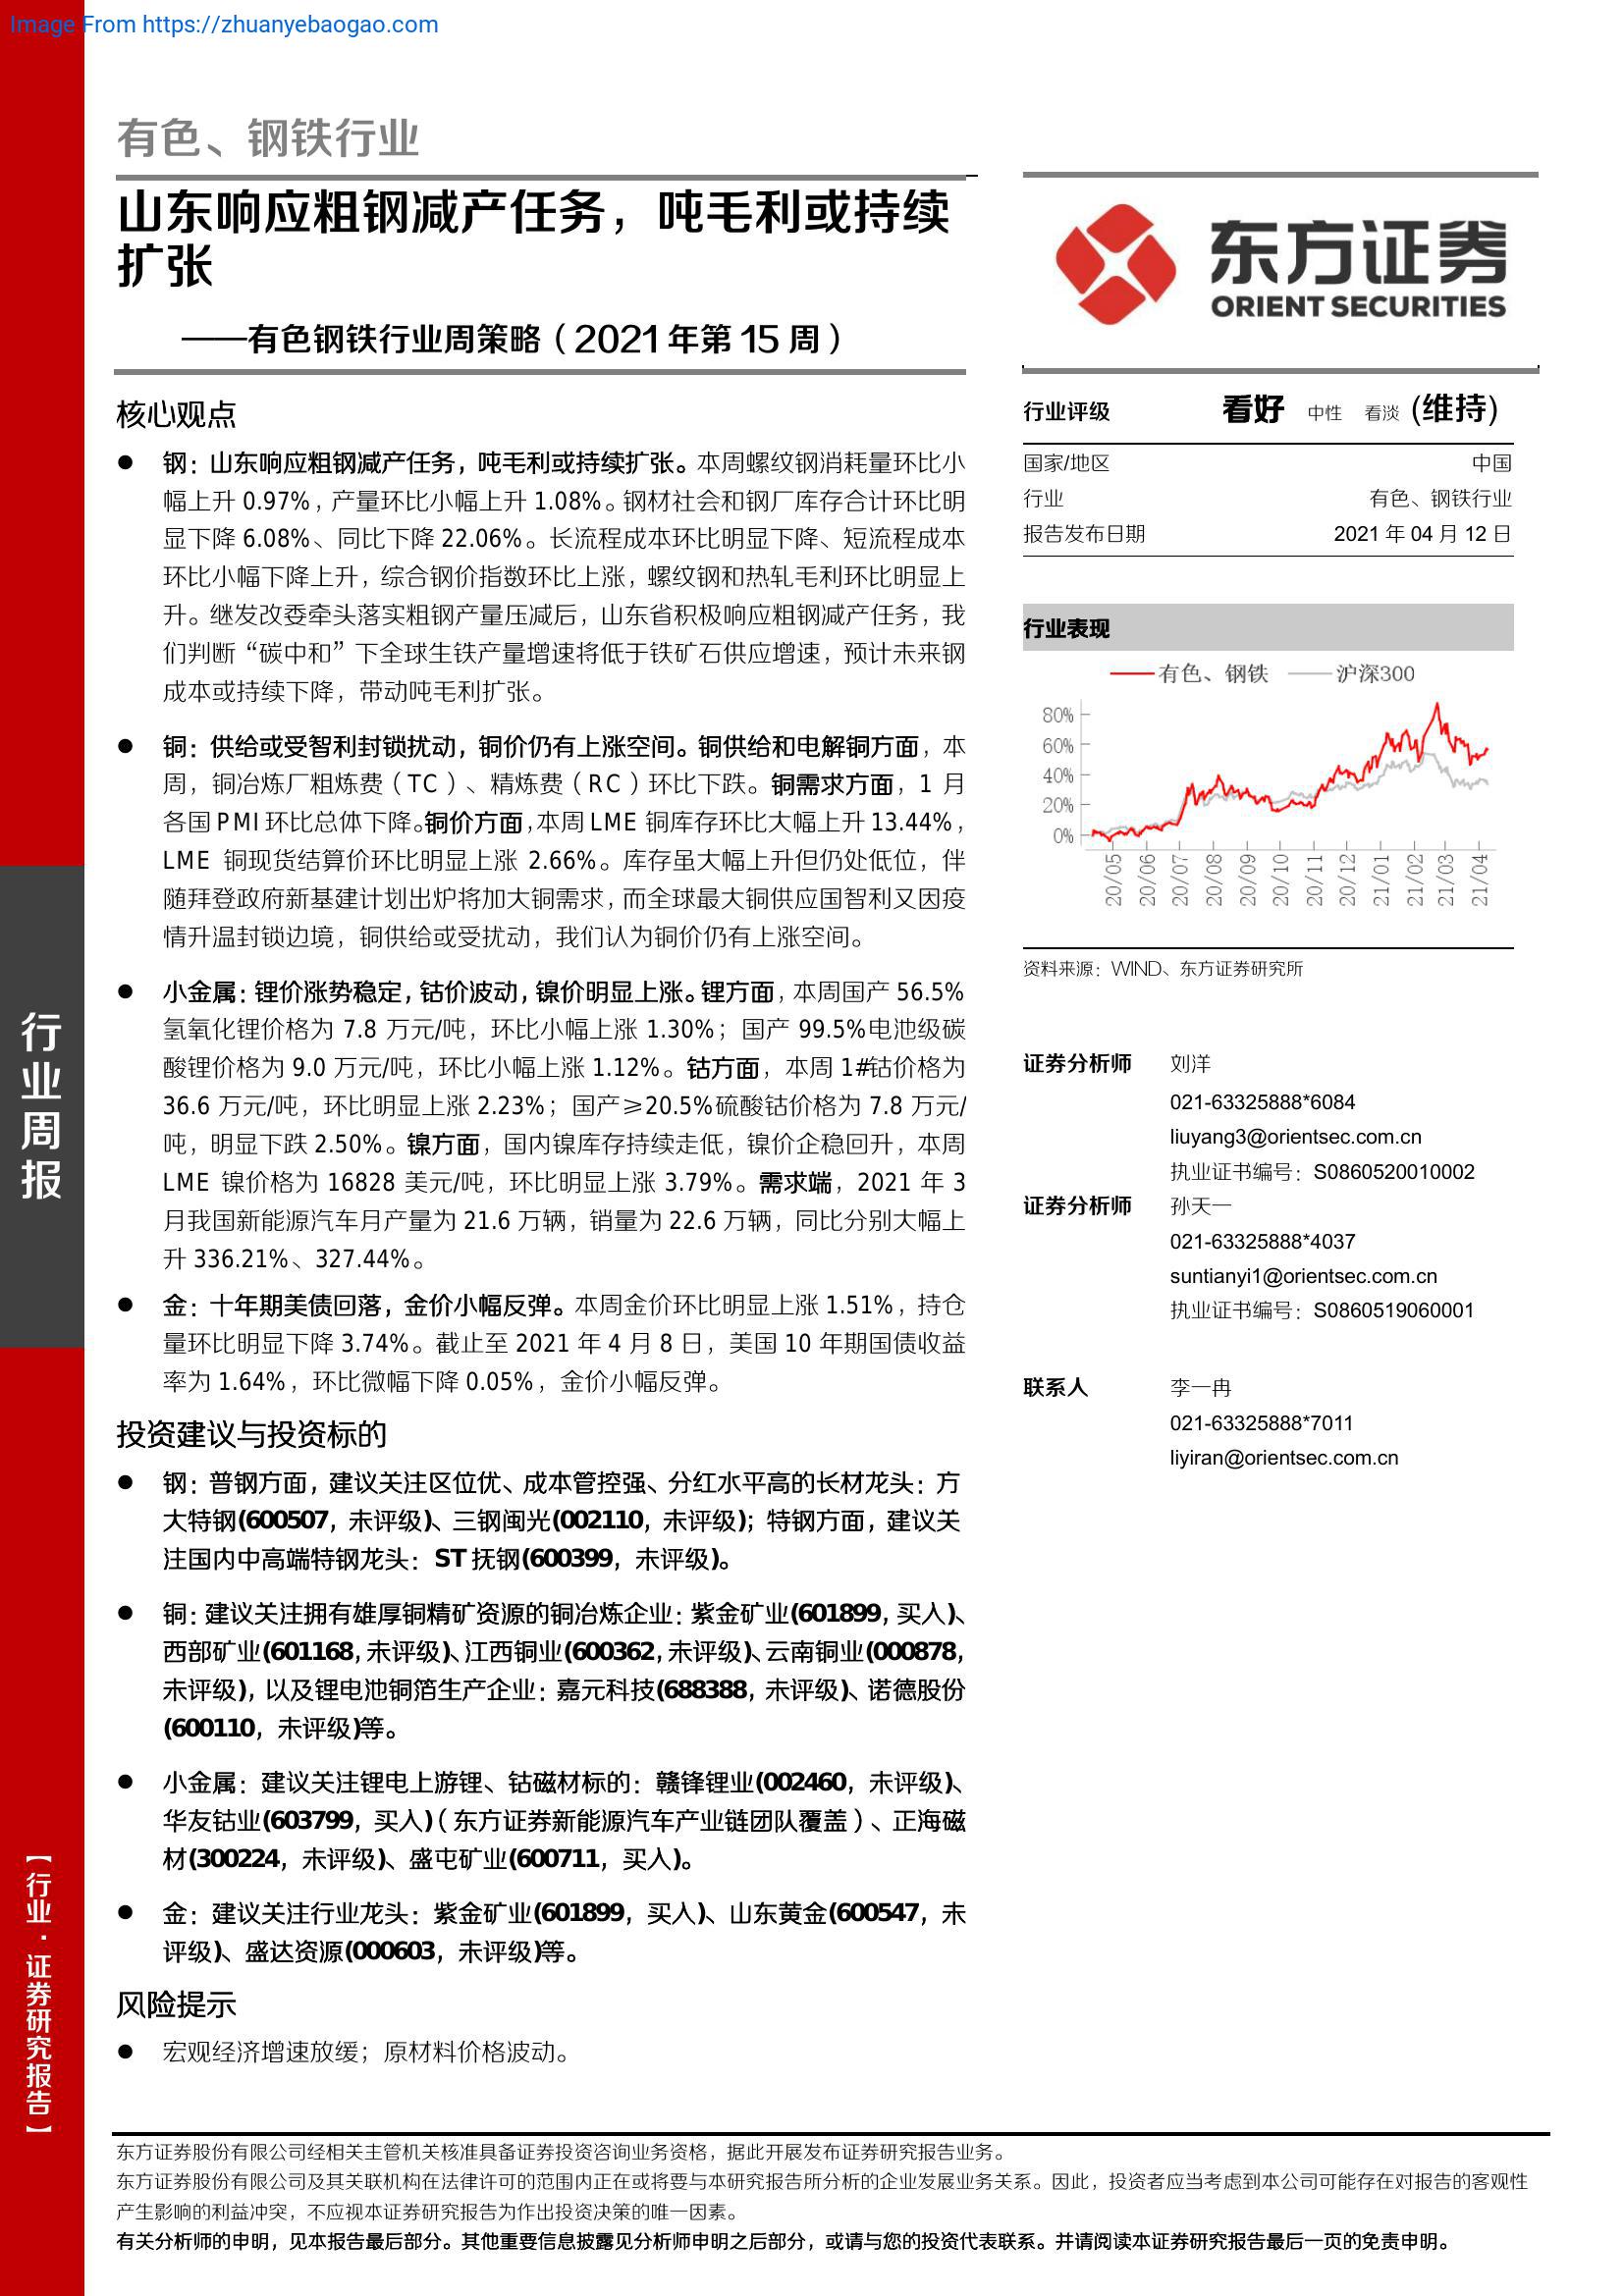 Image From https://zhuanyebaogao.com
有色、钢铁行业
山东响应粗钢减产任务，吨毛利或持续
扩张
——有色钢铁行业周策略（2021年第15周）
核心观点
● 钢：山东响应粗钢减产任务，吨毛利或持续扩张。本周螺纹钢消耗量环比小
幅上升 0.97%，产量环比小幅上升 1.08%。钢材社会和钢厂库存合计环比明
显下降 6.08%、同比下降 22.06%。长流程成本环比明显下降、短流程成本
环比小幅下降上升，综合钢价指数环比上涨，螺纹钢和热轧毛利环比明显上
升。继发改委牵头落实粗钢产量压减后，山东省积极响应粗钢减产任务，我
们判断“碳中和”下全球生铁产量增速将低于铁矿石供应增速，预计未来钢
成本或持续下降，带动吨毛利扩张。
● 铜：供给或受智利封锁扰动，铜价仍有上涨空间。铜供给和电解铜方面，本
周，铜冶炼厂粗炼费（TC）、精炼费（RC）环比下跌。铜需求方面，1 月
各国 PMI 环比总体下降。铜价方面，本周 LME 铜库存环比大幅上升 13.44%，
LME 铜现货结算价环比明显上涨 2.66%。库存虽大幅上升但仍处低位，伴
随拜登政府新基建计划出炉将加大铜需求，而全球最大铜供应国智利又因疫
情升温封锁边境，铜供给或受扰动，我们认为铜价仍有上涨空间。
● 小金属：锂价涨势稳定，钴价波动，镍价明显上涨。锂方面，本周国产 56.5%
氢氧化锂价格为 7.8 万元/吨，环比小幅上涨 1.30%；国产 99.5%电池级碳
酸锂价格为 9.0 万元/吨，环比小幅上涨 1.12%。钴方面，本周 1#钴价格为
36.6 万元/吨，环比明显上涨 2.23%；国产≥20.5%硫酸钴价格为 7.8 万元/
吨，明显下跌 2.50%。镍方面，国内镍库存持续走低，镍价企稳回升，本周
LME 镍价格为 16828 美元/吨，环比明显上涨 3.79%。需求端，2021 年 3
月我国新能源汽车月产量为 21.6 万辆，销量为 22.6 万辆，同比分别大幅上
升 336.21%、327.44%。
● 金：十年期美债回落，金价小幅反弹。本周金价环比明显上涨 1.51%，持仓
量环比明显下降 3.74%。截止至 2021 年 4 月 8 日，美国 10 年期国债收益
率为 1.64%，环比微幅下降 0.05%，金价小幅反弹。
投资建议与投资标的
● 钢：普钢方面，建议关注区位优、成本管控强、分红水平高的长材龙头：方
大特钢(600507，未评级)、三钢闽光(002110，未评级)；特钢方面，建议关
注国内中高端特钢龙头：ST 抚钢(600399，未评级)。
● 铜：建议关注拥有雄厚铜精矿资源的铜冶炼企业：紫金矿业(601899，买入)、
西部矿业(601168，未评级)、江西铜业(600362，未评级)、云南铜业(000878，
未评级)，以及锂电池铜箔生产企业：嘉元科技(688388，未评级)、诺德股份
(600110，未评级)等。
● 小金属：建议关注锂电上游锂、钴磁材标的：赣锋锂业(002460，未评级)、
华友钴业(603799，买入)（东方证券新能源汽车产业链团队覆盖）、正海磁
材(300224，未评级)、盛屯矿业(600711，买入)。
● 金：建议关注行业龙头：紫金矿业(601899，买入)、山东黄金(600547，未
评级)、盛达资源(000603，未评级)等。
风险提示
● 宏观经济增速放缓；原材料价格波动。
东方证券
ORIENT SECURITIES
行业评级 看好 中性 看淡 (维持)
国家/地区 中国
行业 有色、钢铁行业
报告发布日期 2021 年 04 月 12 日
行业表现
有色、钢铁 沪深300
80%
60%
40%
20%
0%
20/05 20/06 20/07 20/08 20/09 20/10 20/11 20/12 21/01 21/02 21/03 21/04
资料来源：WIND、东方证券研究所
证券分析师 刘洋
021-63325888*6084
liuyang3@orientsec.com.cn
执业证书编号：S0860520010002
证券分析师 孙天一
021-63325888*4037
suntianyi1@orientsec.com.cn
执业证书编号：S0860519060001
联系人 李一冉
021-63325888*7011
liyiran@orientsec.com.cn
行业周报
【行业·证券研究报告】
东方证券股份有限公司经相关主管机关核准具备证券投资咨询业务资格，据此开展发布证券研究报告业务。
东方证券股份有限公司及其关联机构在法律许可的范围内正在或将要与本研究报告所分析的企业发展业务关系。因此，投资者应当考虑到本公司可能存在对报告的客观性
产生影响的利益冲突，不应视本证券研究报告为作出投资决策的唯一因素。
有关分析师的申明，见本报告最后部分。其他重要信息披露见分析师申明之后部分，或请与您的投资代表联系。并请阅读本证券研究报告最后一页的免责申明。